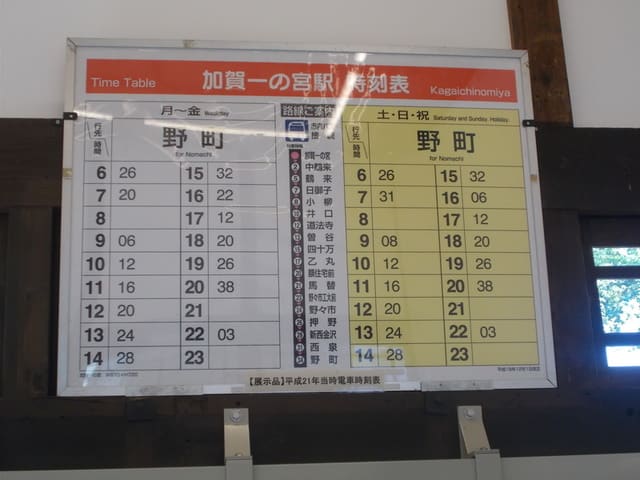 Time Table 加賀一の宮駅 時刻表 Kagaichinomiya
月～金 Weekday
行先 時間 野町 for Nomachi
6 26 15 32
7 20 16 22
8 17 12
9 06 18 20
10 12 19 26
11 16 20 38
12 20 21
13 24 22 03
14 28 23
路線ご案内
加賀一の宮
中鶴来
鶴来
日御子
小柳
井口
道法寺
曽谷
四十万
乙丸
額住宅前
馬替
野々市工大前
野々市
押野
新西金沢
西泉
野町
土・日・祝 Saturday and Sunday. Holiday.
行先 時間 野町 for Nomachi
6 26 15 32
7 31 16 06
8 17 12
9 08 18 20
10 12 19 26
11 16 20 38
12 20 21
13 24 22 03
14 28 23
【展示品】平成21年当時電車時刻表